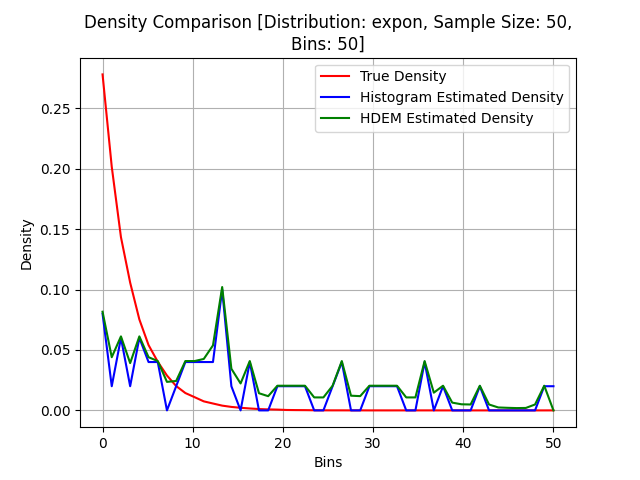 Density Comparison [Distribution: expon, Sample Size: 50,
Bins: 50]
True Density
Histogram Estimated Density
HDEM Estimated Density
Density
0.25
0.20
0.15
0.10
0.05
0.00
0 10 20 30 40 50
Bins